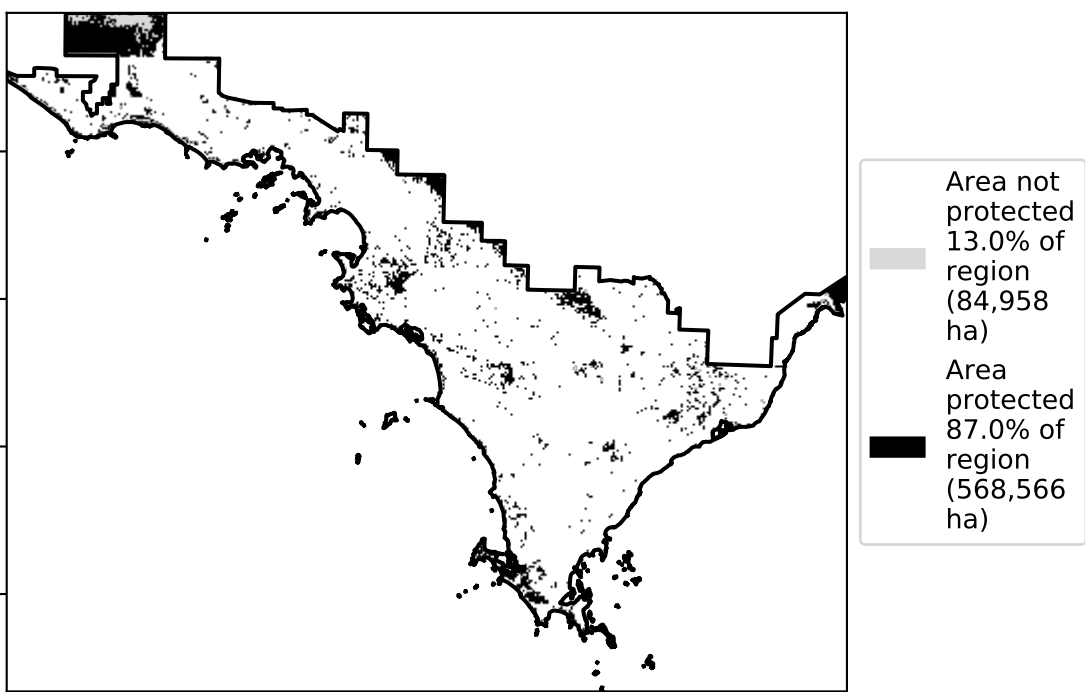 Area not
protected
13.0% of
region
(84,958
ha)
Area
protected
87.0% of
region
(568,566
ha)